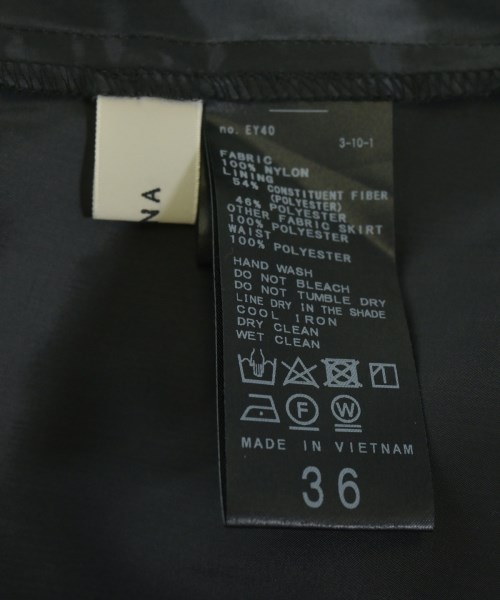 NA
no. EY40
3-10-1
FABRIC
100% NYLON
LINING
54% CONSTITUENT FIBER
(POLYESTER)
46% POLYESTER
OTHER FABRIC SKIRT
100% POLYESTER
WAIST
100% POLYESTER
HAND WASH
DO NOT BLEACH
DO NOT TUMBLE DRY
LINE DRY IN THE SHADE
COOL IRON
DRY CLEAN
WET CLEAN
F W
MADE IN VIETNAM
36